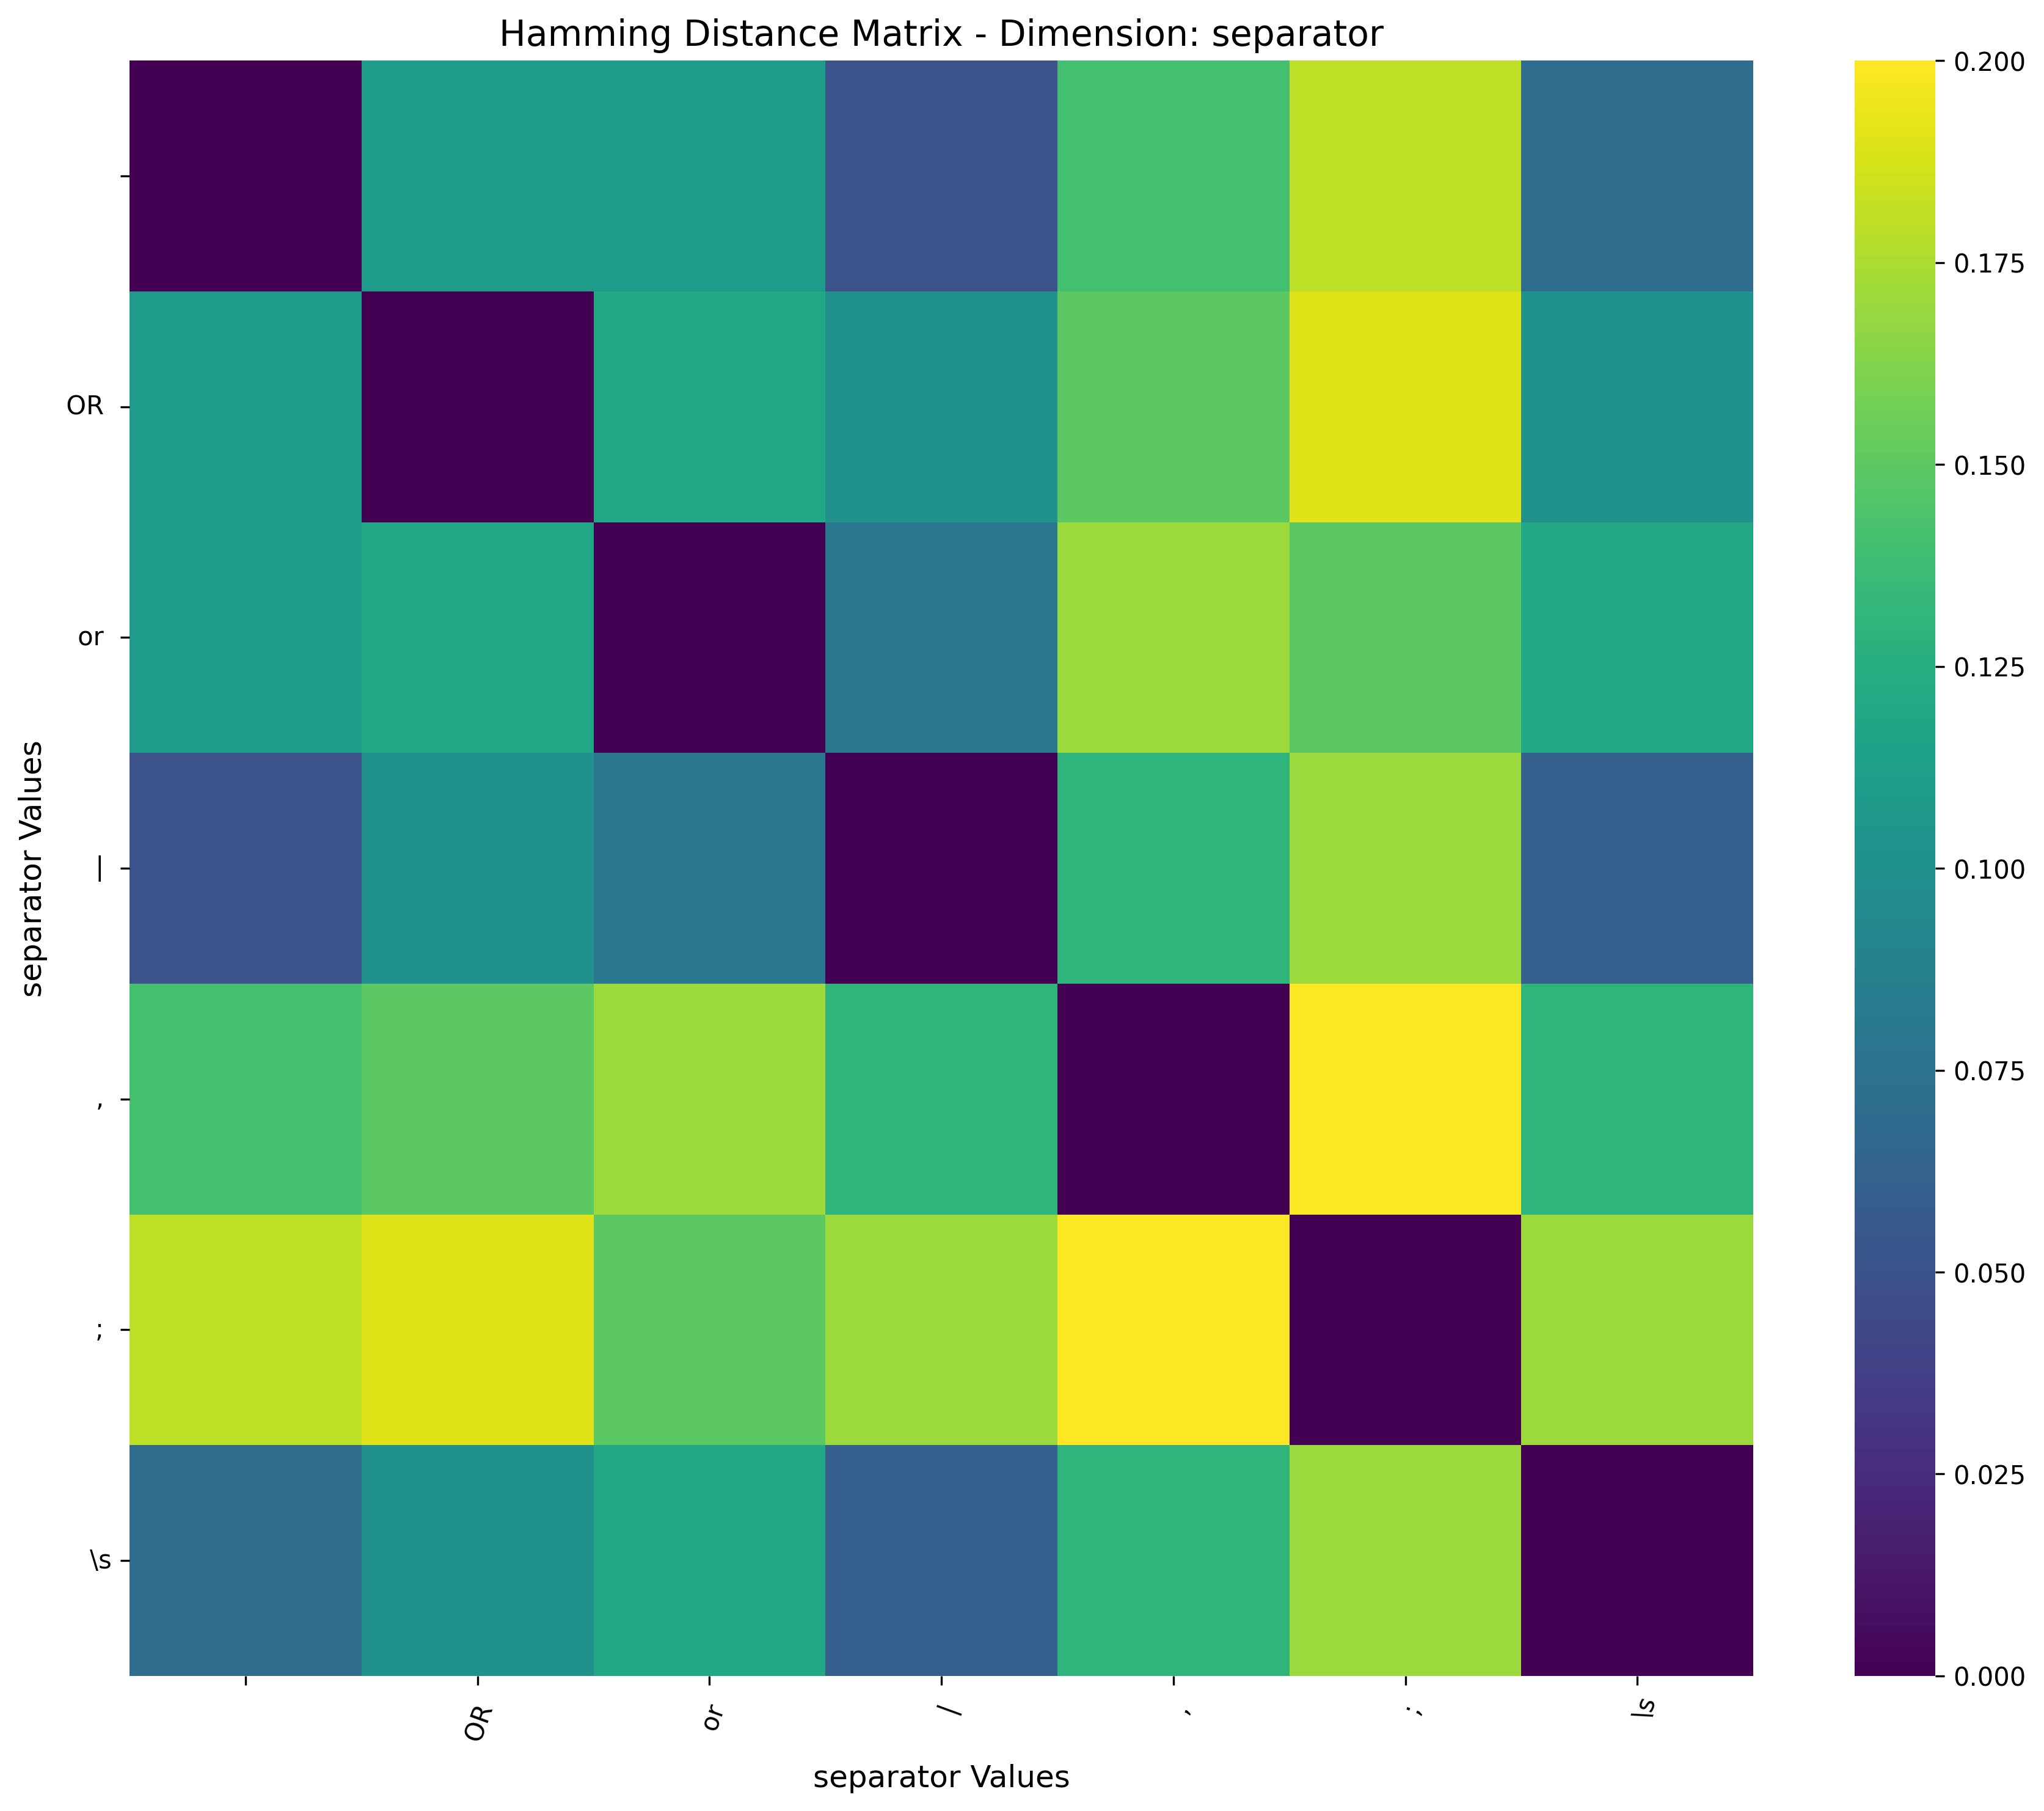 Hamming Distance Matrix - Dimension: separator
separator Values
OR
or
|
,
;
\s
OR
or
|
,
;
\s
separator Values
0.200
0.175
0.150
0.125
0.100
0.075
0.050
0.025
0.000